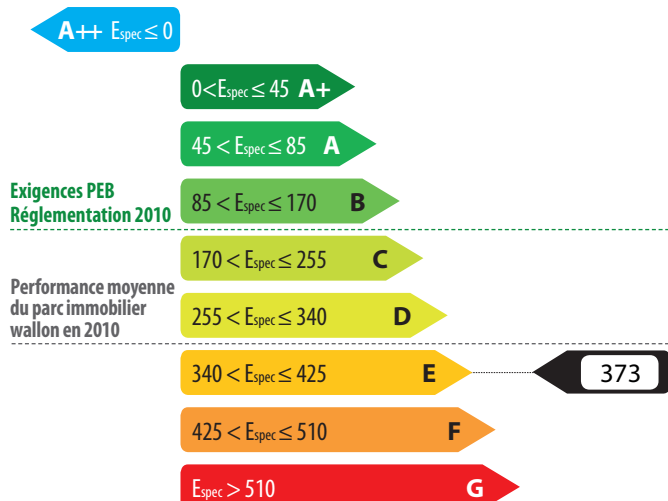 A++ Espec ≤ 0
0<Espec ≤ 45 A+
45 < Espec ≤ 85 A
Exigences PEB
Réglementation 2010
85 < Espec ≤ 170 B
170 < Espec ≤ 255 C
Performance moyenne
du parc immobilier
wallon en 2010
255 < Espec ≤ 340 D
340 < Espec ≤ 425 E
373
425 < Espec ≤ 510 F
Espec > 510 G